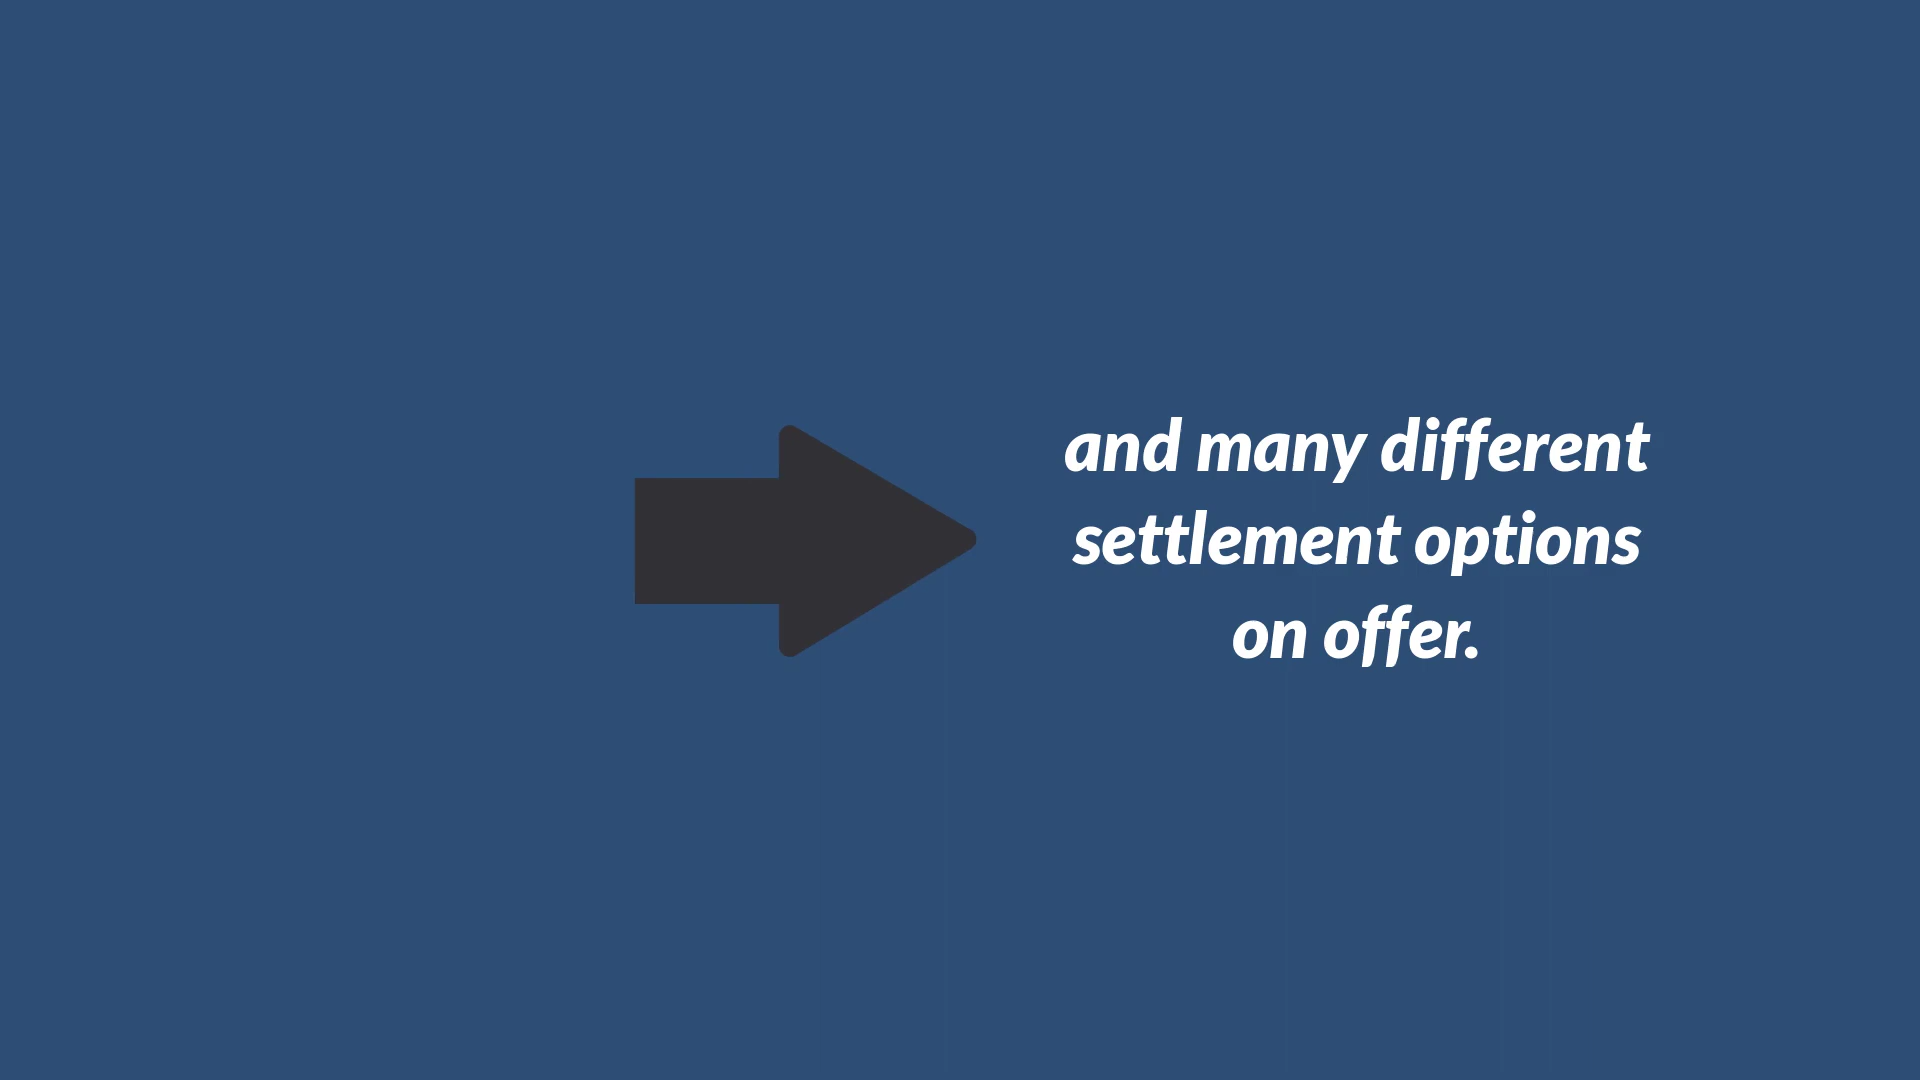 and many different
settlement options
on offer.